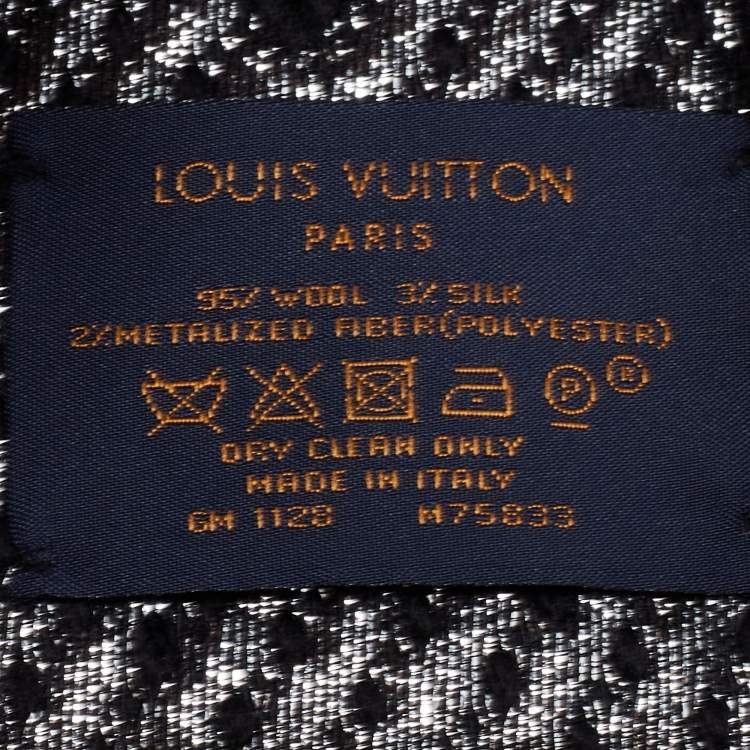 LOUIS VUITTON
PARIS
95% WOOL 3% SILK
2% METALIZED FIBER(POLYESTER)
P R
DRY CLEAN ONLY
MADE IN ITALY
GM 1128 M75833